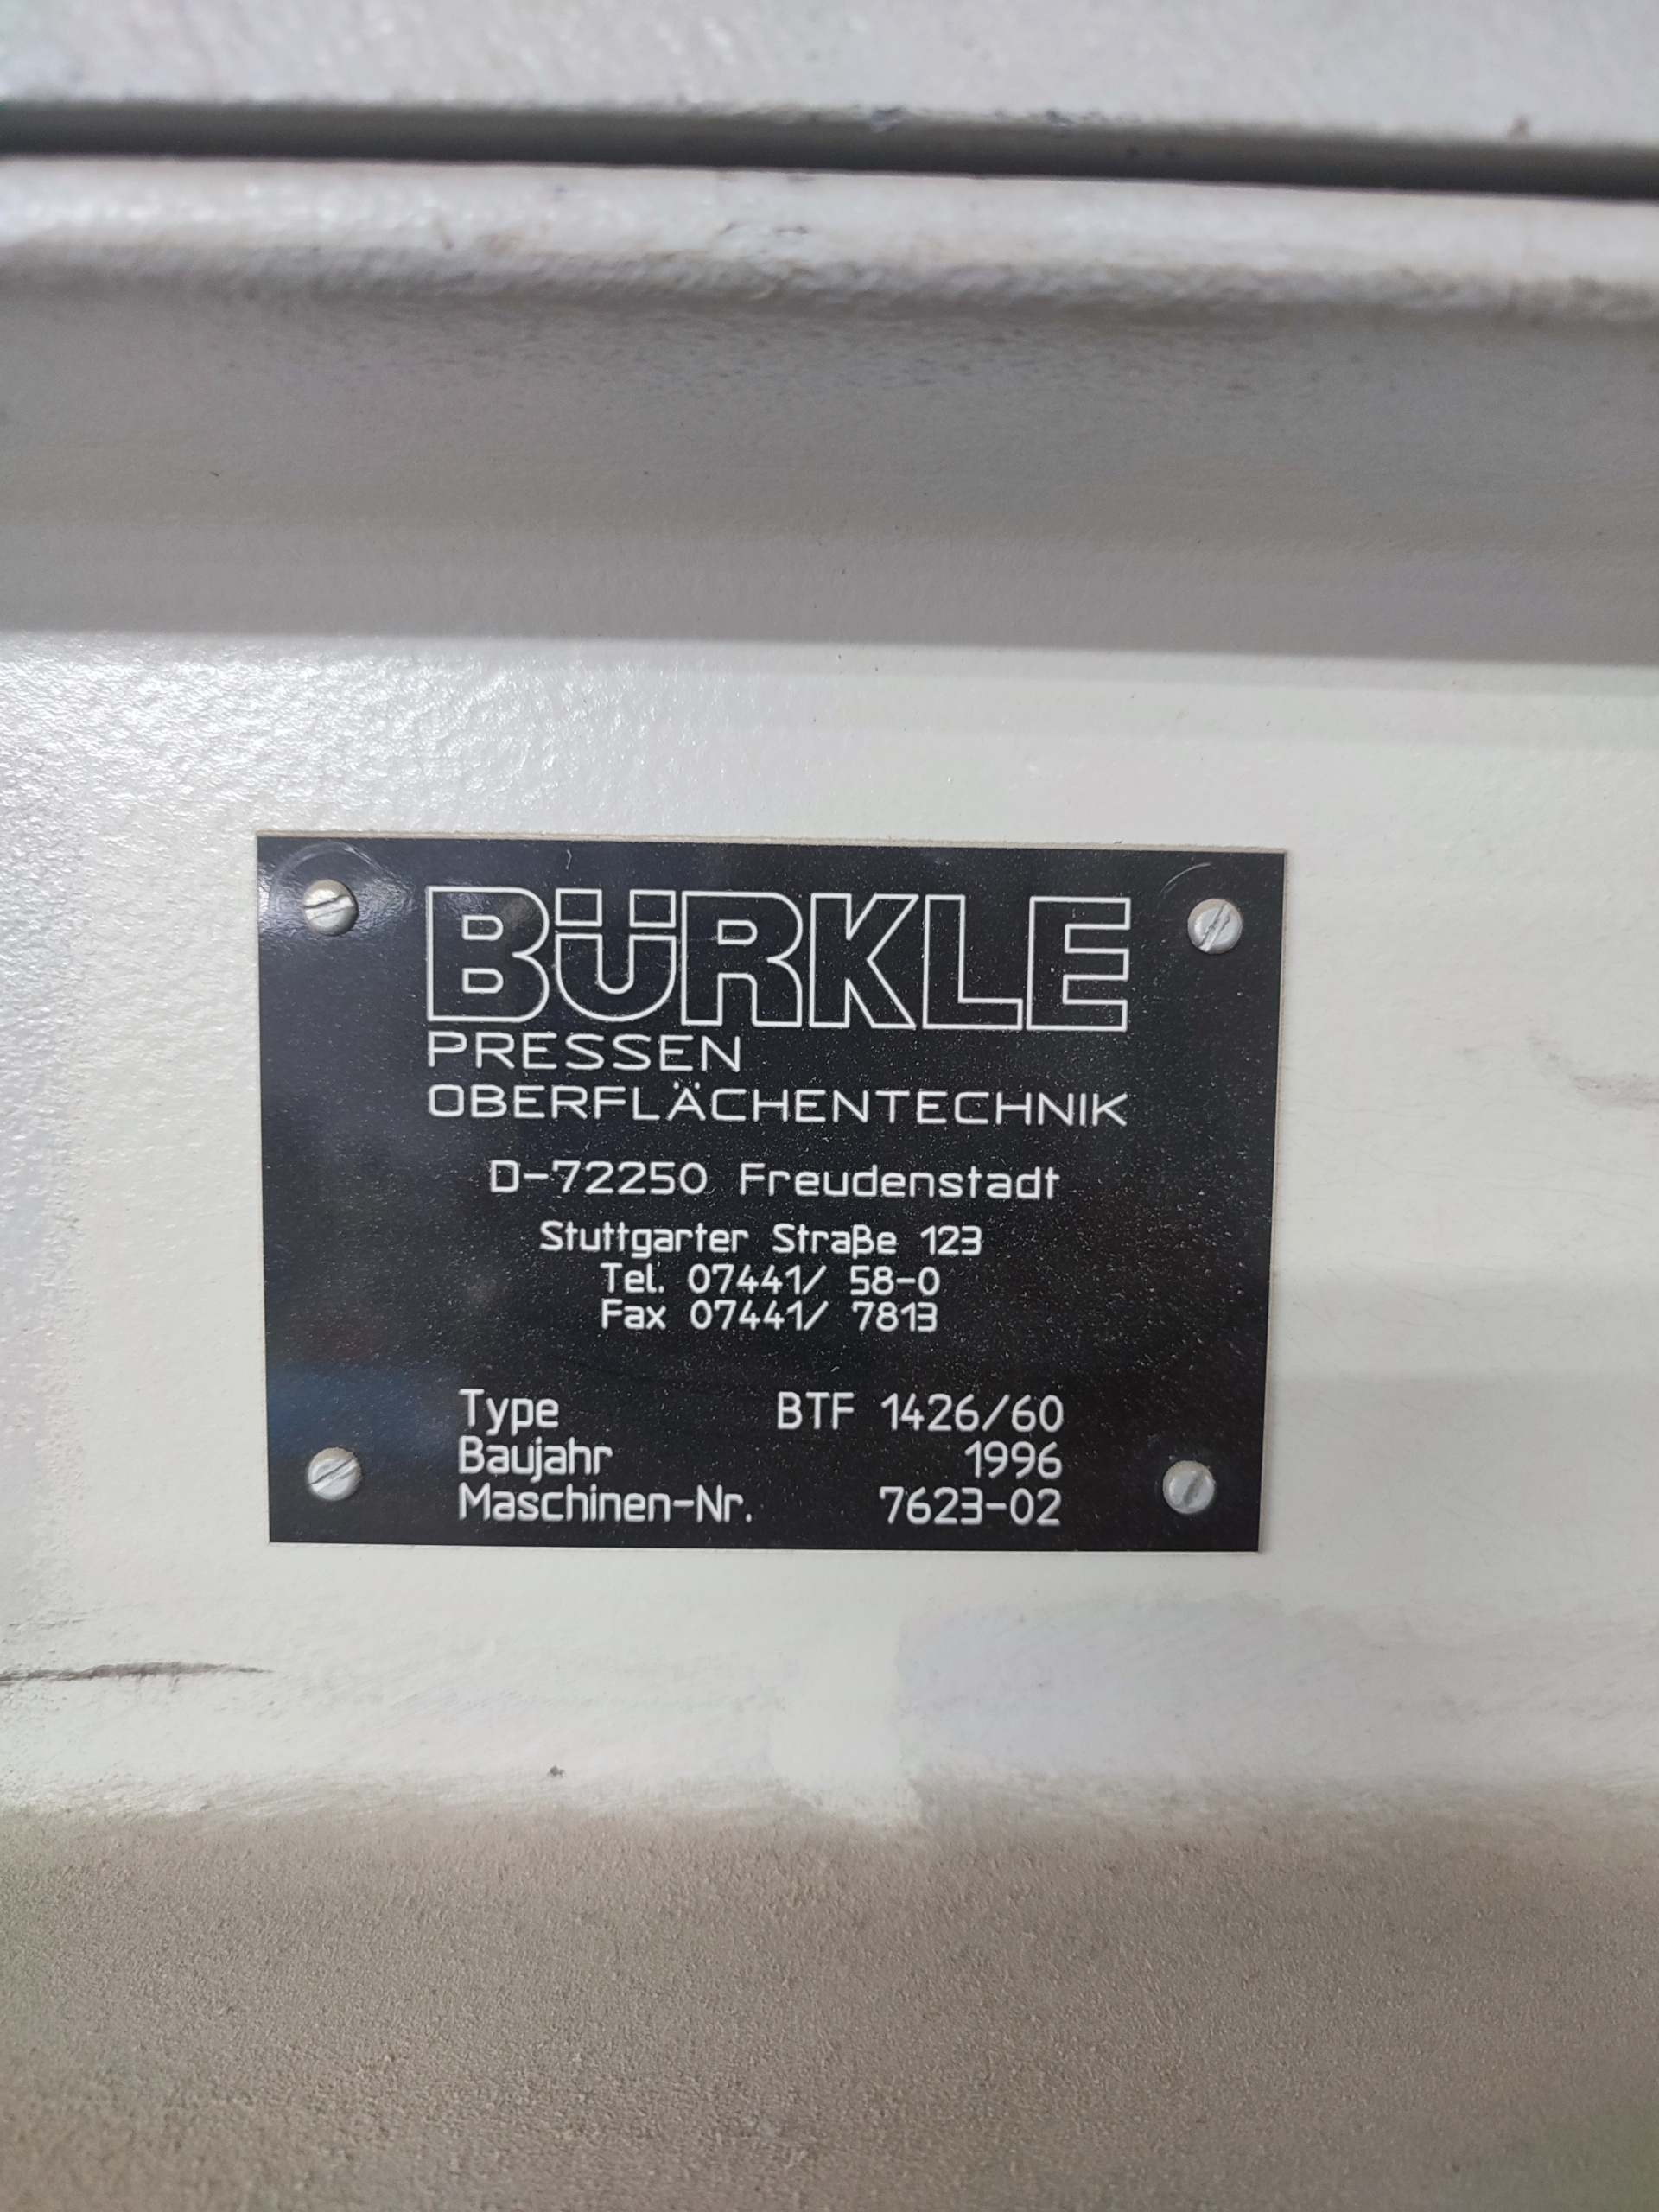 BÜRKLE
PRESSEN
OBERFLÄCHENTECHNIK
D-72250 Freudenstadt
Stuttgarter Straße 123
Tel. 07441/ 58-0
Fax 07441/ 7813
Type BTF 1426/60
Baujahr 1996
Maschinen-Nr. 7623-02